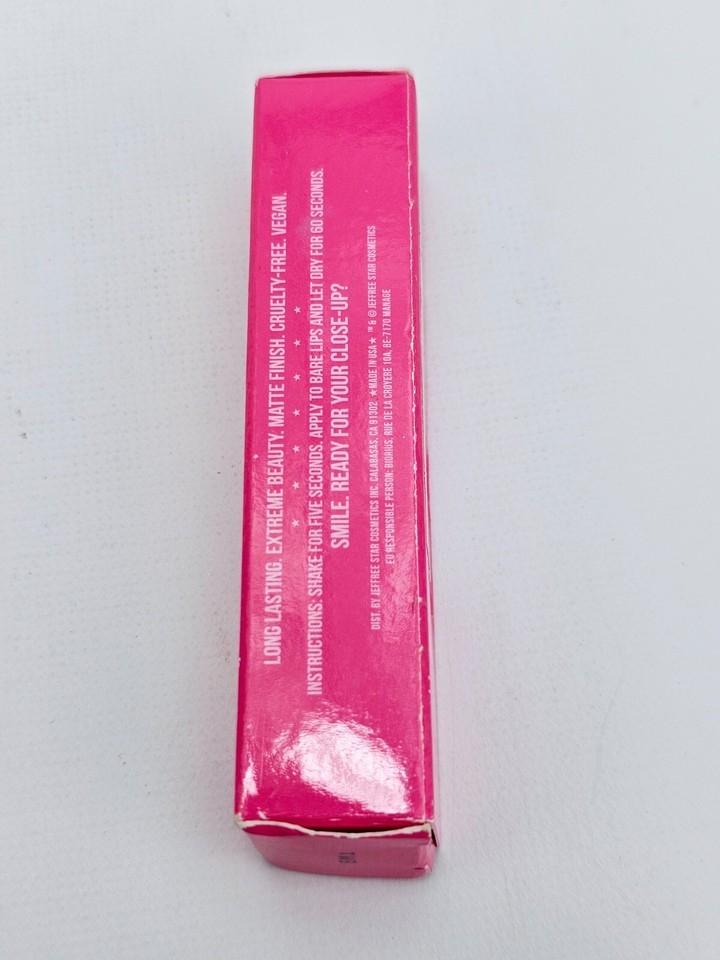 LONG LASTING. EXTREME BEAUTY. MATTE FINISH. CRUELTY-FREE. VEGAN.
★ ★ ★ ★ ★ ★ ★
INSTRUCTIONS: SHAKE FOR FIVE SECONDS. APPLY TO BARE LIPS AND LET DRY FOR 60 SECONDS.
SMILE. READY FOR YOUR CLOSE-UP?
DIST. BY JEFFREE STAR COSMETICS INC. CALABASAS, CA 91302 ★MADE IN USA★ ™ & © JEFFREE STAR COSMETICS
EU RESPONSIBLE PERSON: BIORIUS, RUE DE LA CROYERE 10A, BE-7170 MANAGE